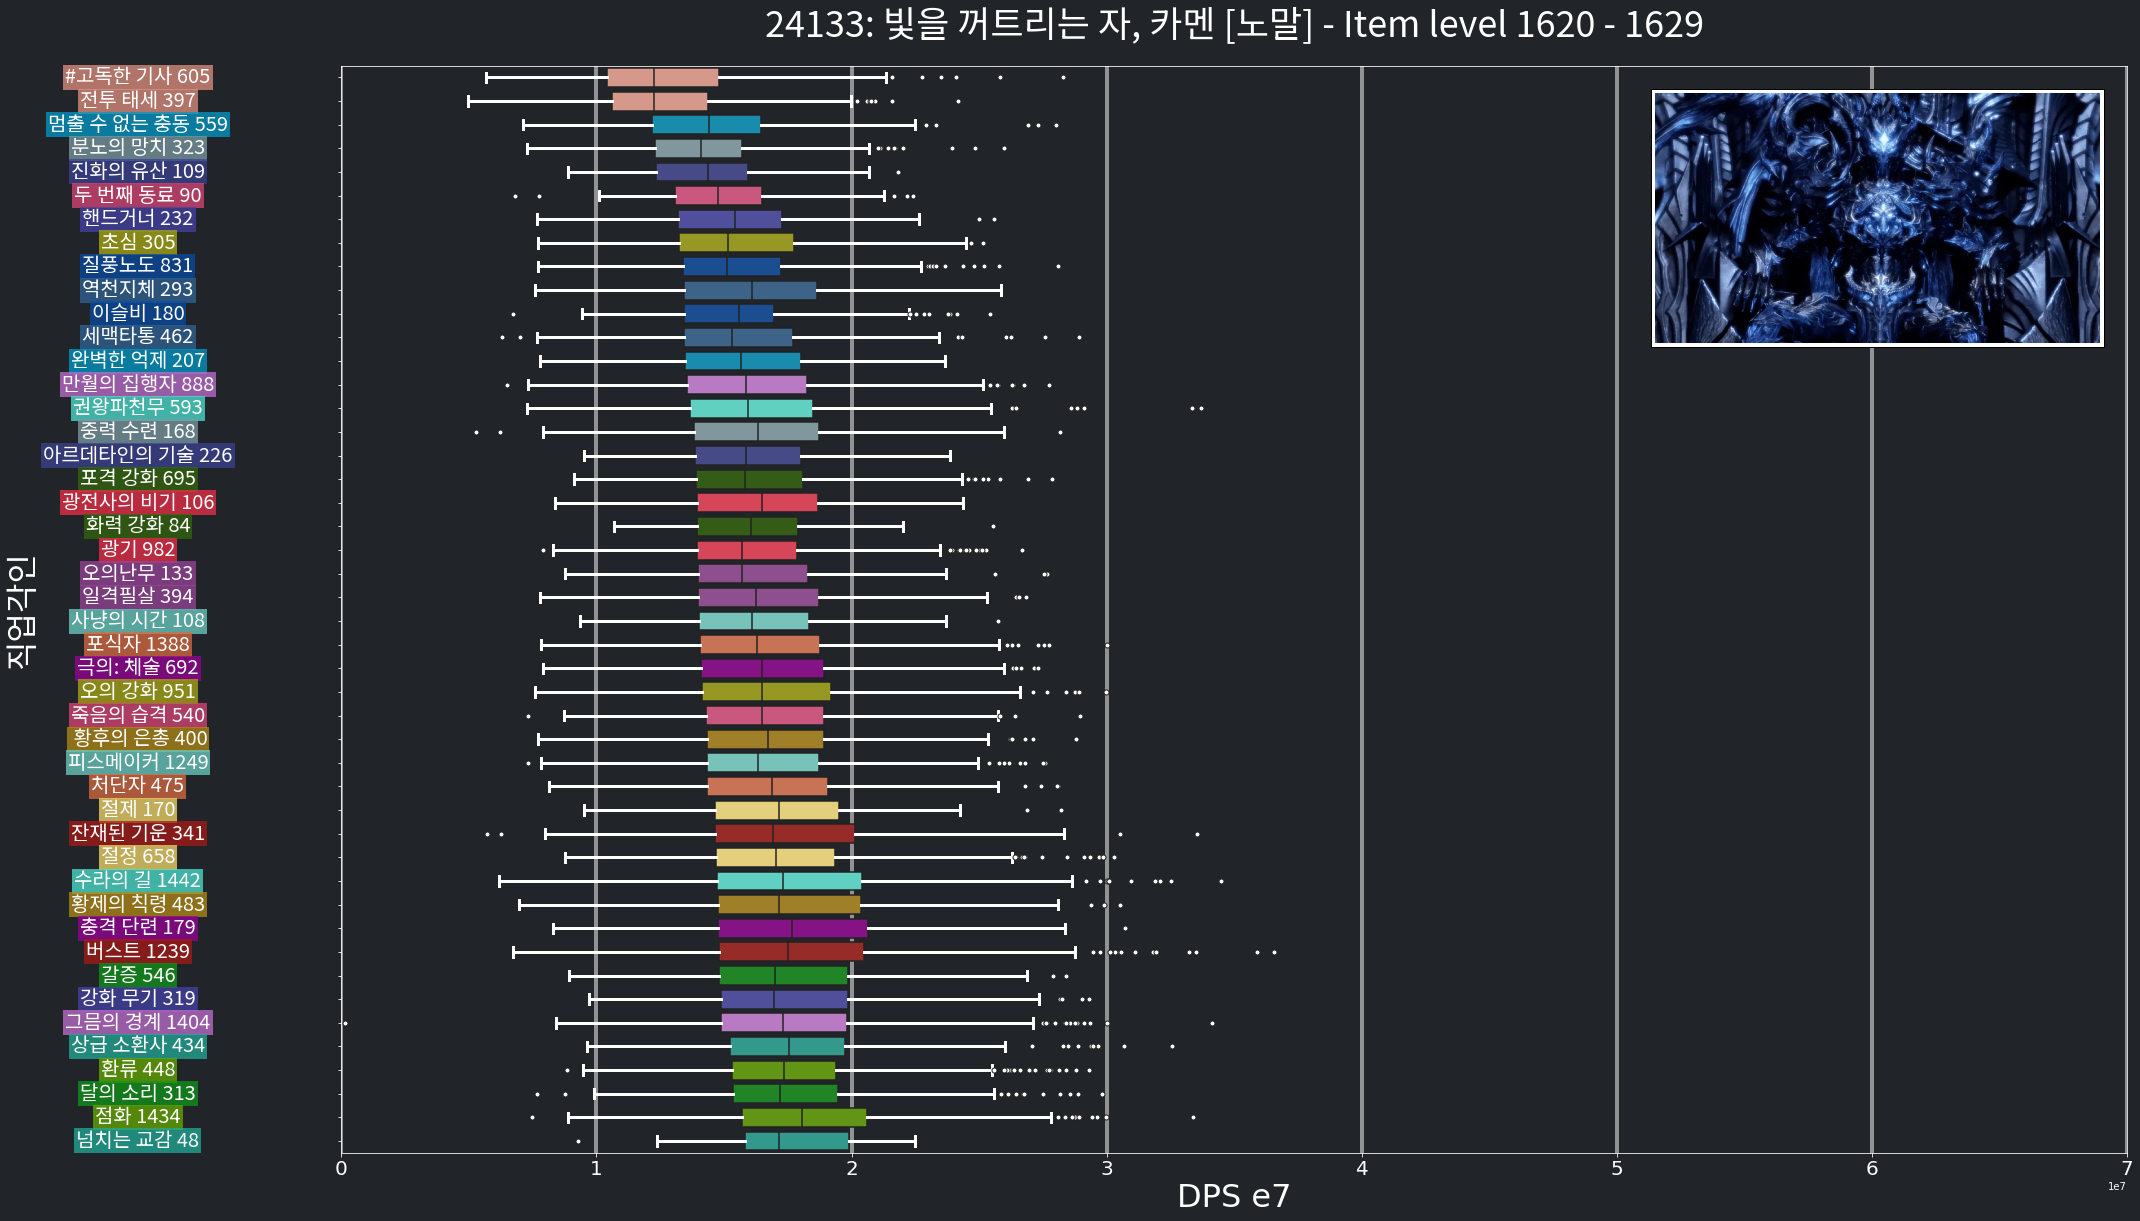 24133: 빛을 꺼트리는 자, 카멘 [노말] - Item level 1620 - 1629
#고독한 기사 605
전투 태세 397
멈출 수 없는 충동 559
분노의 망치 323
진화의 유산 109
두 번째 동료 90
핸드거너 232
초심 305
질풍노도 831
역천지체 293
이슬비 180
세맥타통 462
완벽한 억제 207
만월의 집행자 888
권왕파천무 593
중력 수련 168
아르데타인의 기술 226
포격 강화 695
광전사의 비기 106
화력 강화 84
광기 982
오의난무 133
일격필살 394
사냥의 시간 108
포식자 1388
극의: 체술 692
오의 강화 951
죽음의 습격 540
황후의 은총 400
피스메이커 1249
처단자 475
절제 170
잔재된 기운 341
절정 658
수라의 길 1442
황제의 칙령 483
충격 단련 179
버스트 1239
갈증 546
강화 무기 319
그믐의 경계 1404
상급 소환사 434
환류 448
달의 소리 313
점화 1434
넘치는 교감 48
직업각인
0 1 2 3 4 5 6 7
1e7
DPS e7